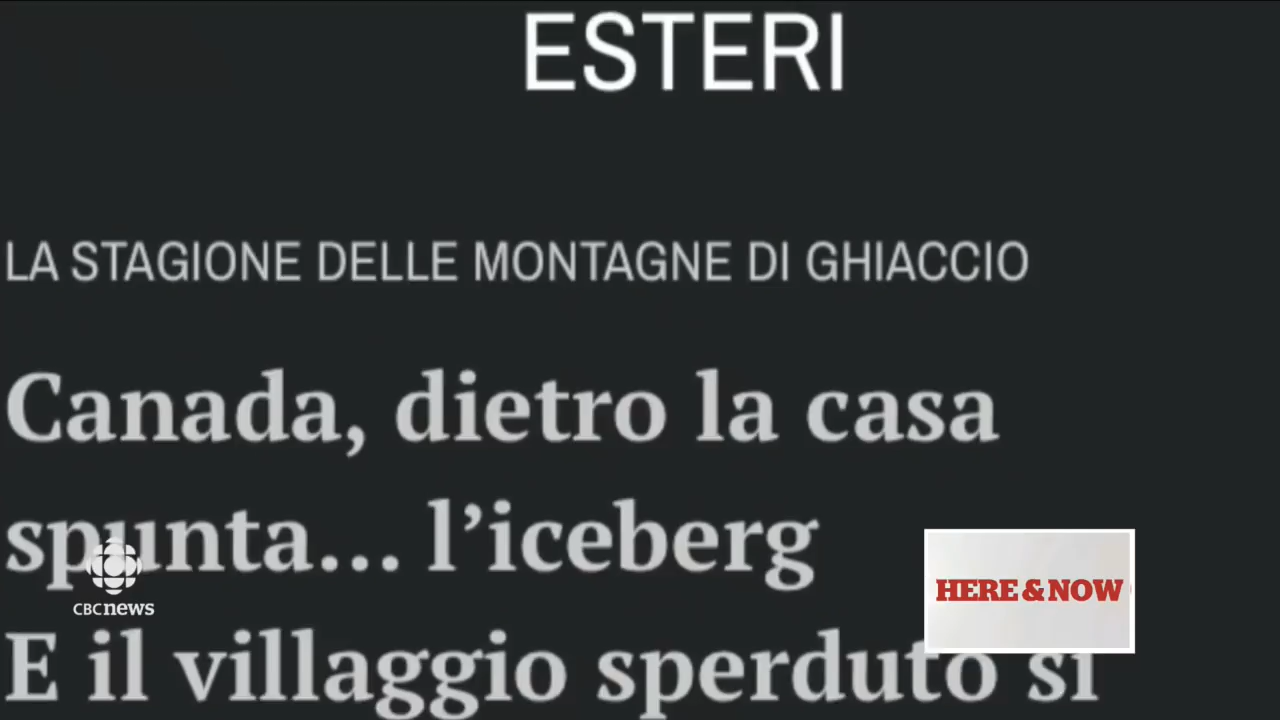 ESTERI
LA STAGIONE DELLE MONTAGNE DI GHIACCIO
Canada, dietro la casa
spunta... l’iceberg
CBCnews
HERE & NOW
E il villaggio sperduto si